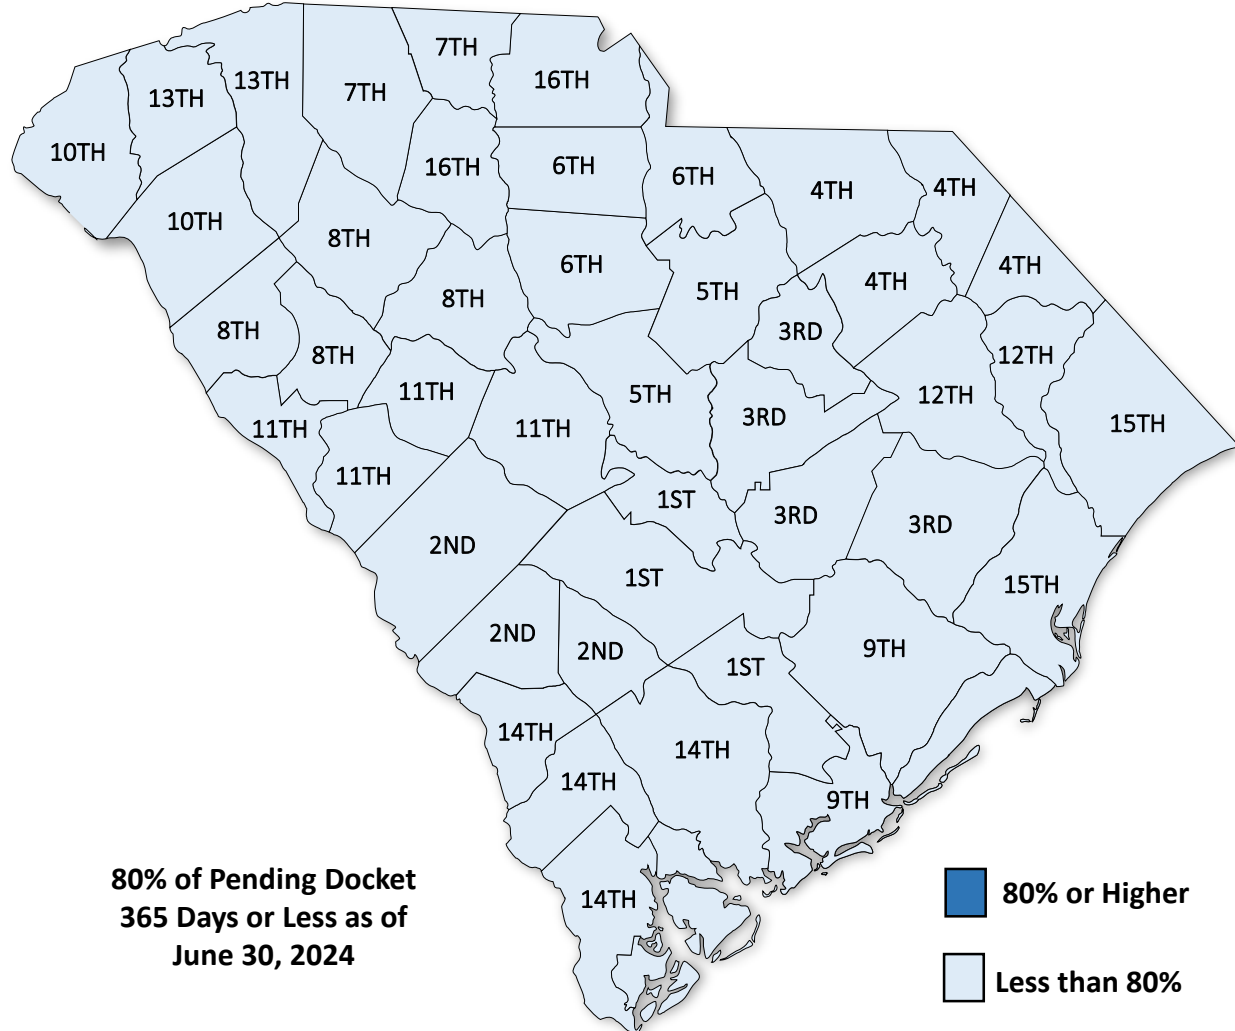 7TH
16TH
13TH
7TH
13TH
10TH
16TH
6TH
6TH
4TH
4TH
10TH
8TH
6TH
4TH
4TH
5TH
8TH
8TH
3RD
8TH
12TH
11TH
5TH
12TH
3RD
15TH
11TH
11TH
11TH
1ST
3RD
3RD
2ND
1ST
15TH
2ND
2ND
9TH
1ST
14TH
14TH
14TH
9TH
14TH
80% of Pending Docket
365 Days or Less as of
June 30, 2024
80% or Higher
Less than 80%